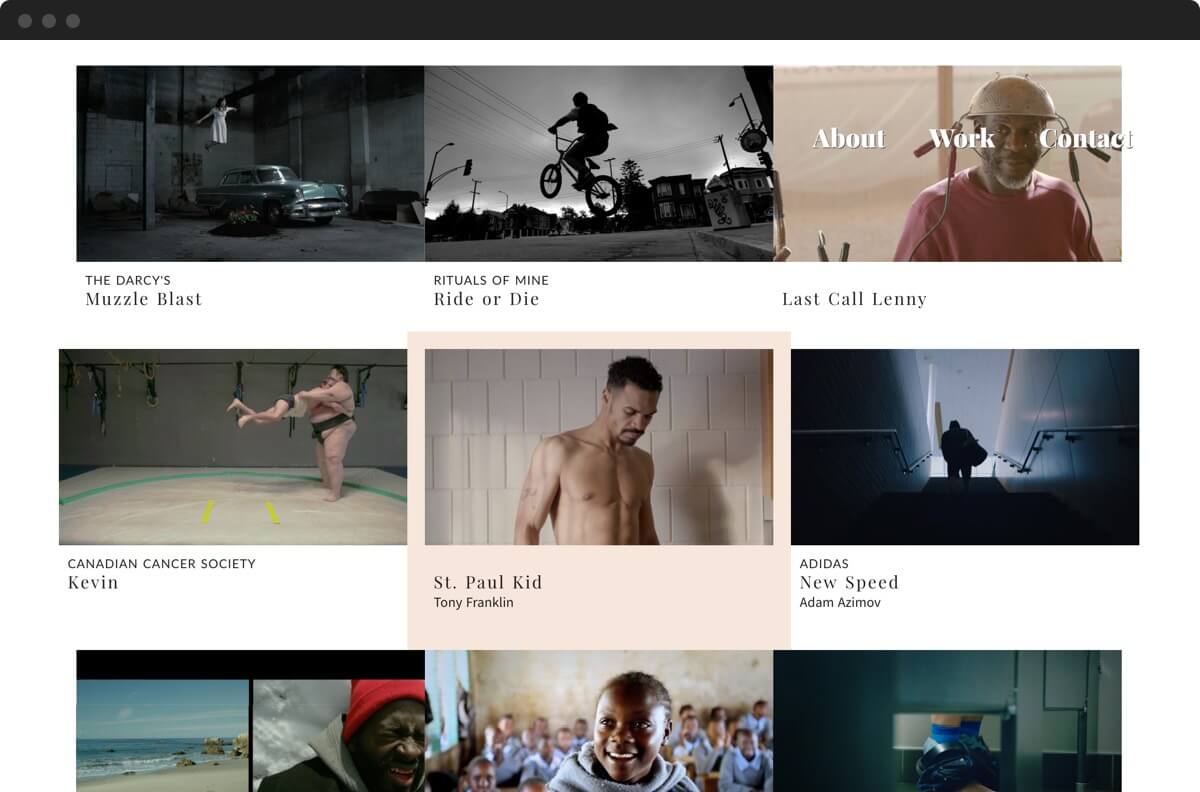 About Work Contact
THE DARCY'S
Muzzle Blast
RITUALS OF MINE
Ride or Die
Last Call Lenny
CANADIAN CANCER SOCIETY
Kevin
St. Paul Kid
Tony Franklin
ADIDAS
New Speed
Adam Azimov